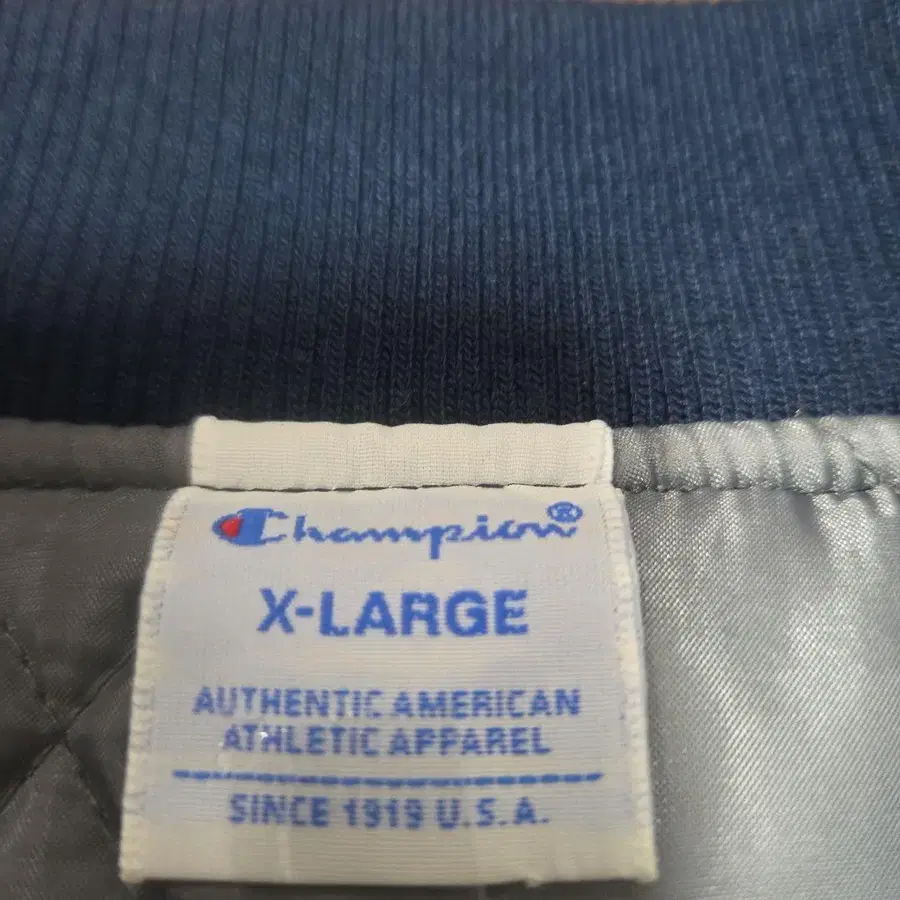 Champion®
X-LARGE
AUTHENTIC AMERICAN
ATHLETIC APPAREL
SINCE 1919 U.S.A.